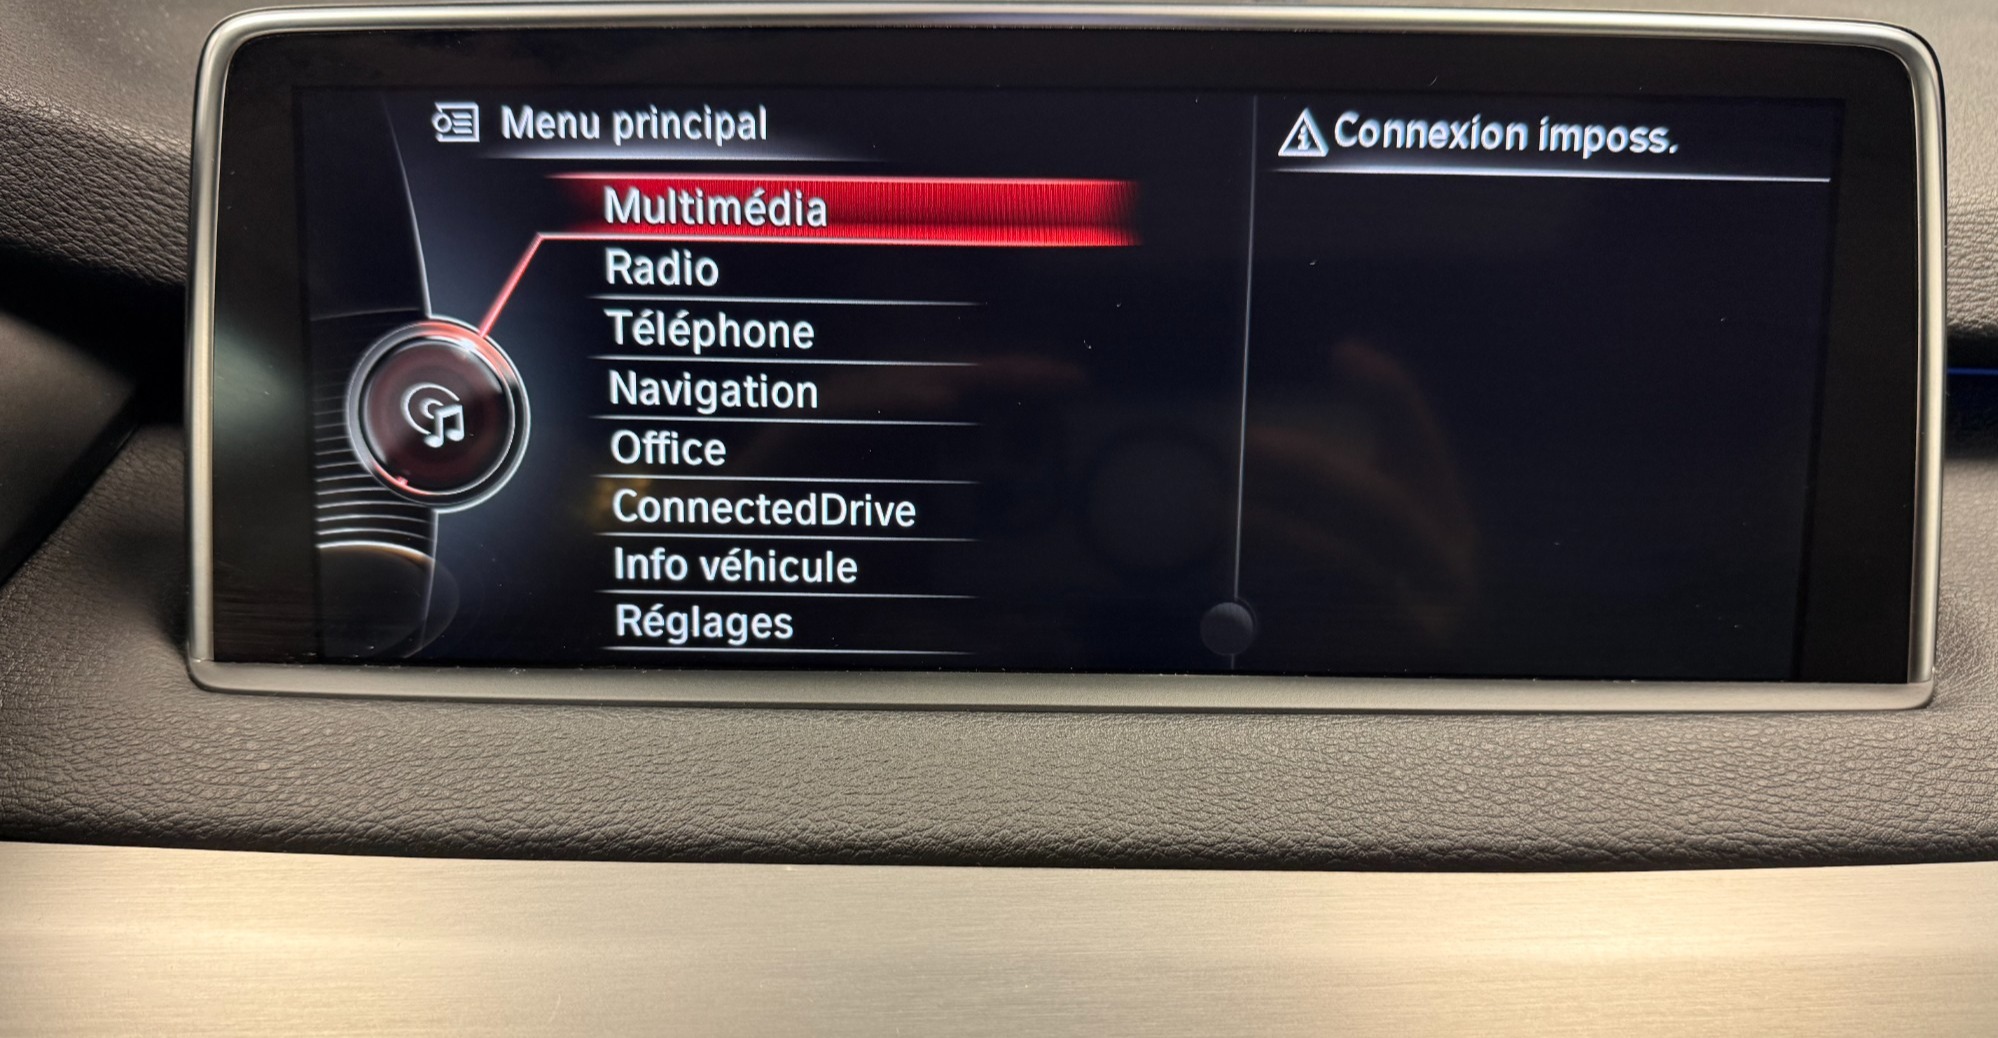 Menu principal
Multimédia
Radio
Téléphone
Navigation
Office
ConnectedDrive
Info véhicule
Réglages
Connexion imposs.